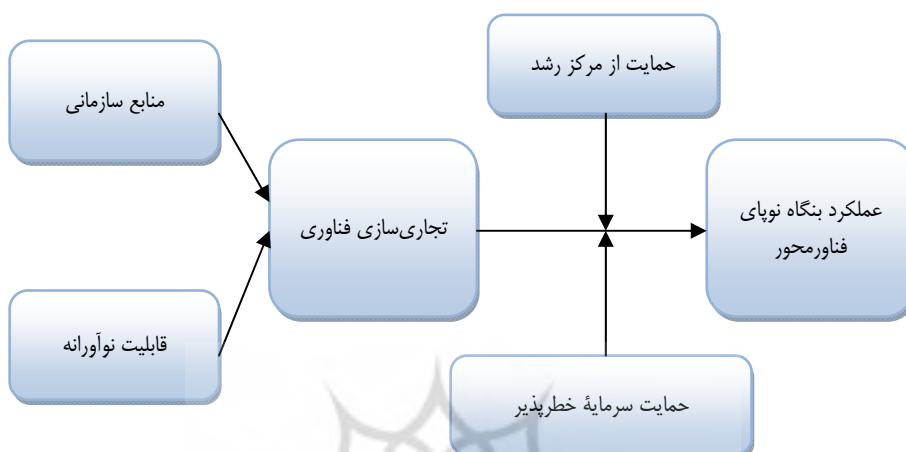 حمایت از مرکز رشد
منابع سازمانی
تجاری‌سازی فناوری
عملکرد بنگاه نوپای
فناورمحور
قابلیت نوآورانه
حمایت سرمایهٔ خطرپذیر